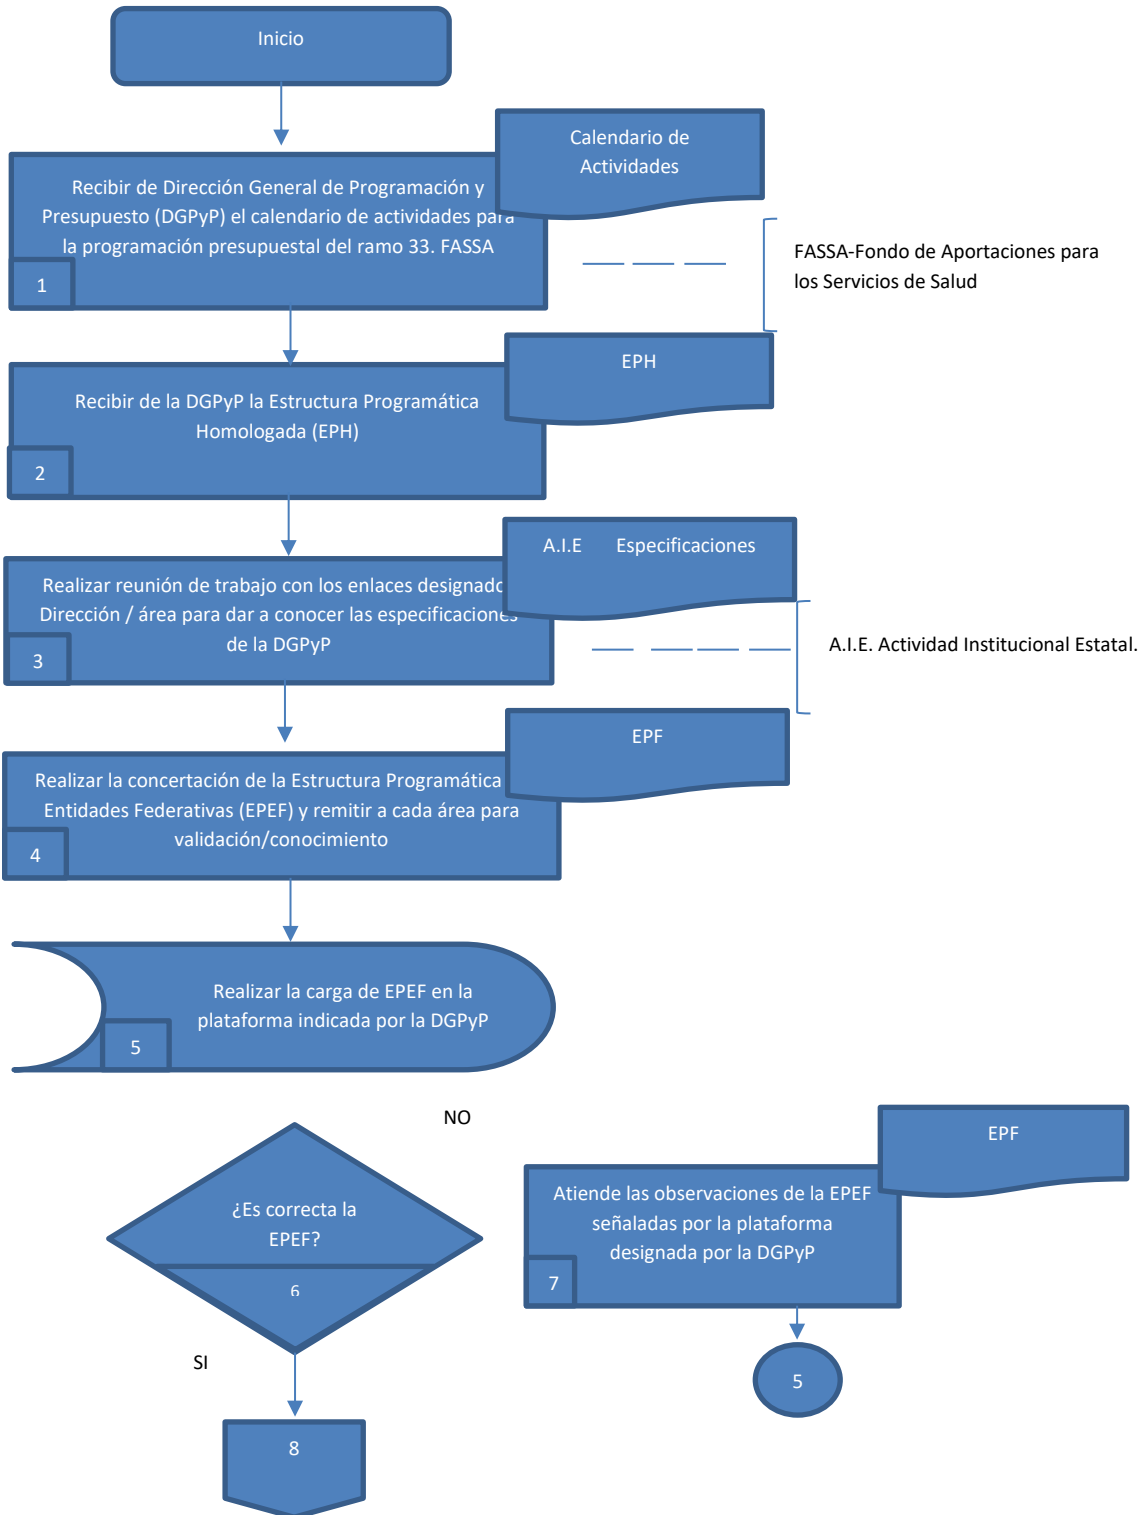 Inicio
Calendario de
Actividades
Recibir de Dirección General de Programación y
Presupuesto (DGPyP) el calendario de actividades para
la programación presupuestal del ramo 33. FASSA
1
FASSA-Fondo de Aportaciones para
los Servicios de Salud
EPH
Recibir de la DGPyP la Estructura Programática
Homologada (EPH)
2
A.I.E Especificaciones
Realizar reunión de trabajo con los enlaces designado
Dirección / área para dar a conocer las especificaciones
de la DGPyP
3
A.I.E. Actividad Institucional Estatal.
EPF
Realizar la concertación de la Estructura Programática
Entidades Federativas (EPEF) y remitir a cada área para
validación/conocimiento
4
Realizar la carga de EPEF en la
plataforma indicada por la DGPyP
5
NO
EPF
¿Es correcta la
EPEF?
6
Atiende las observaciones de la EPEF
señaladas por la plataforma
designada por la DGPyP
7
SI
5
8